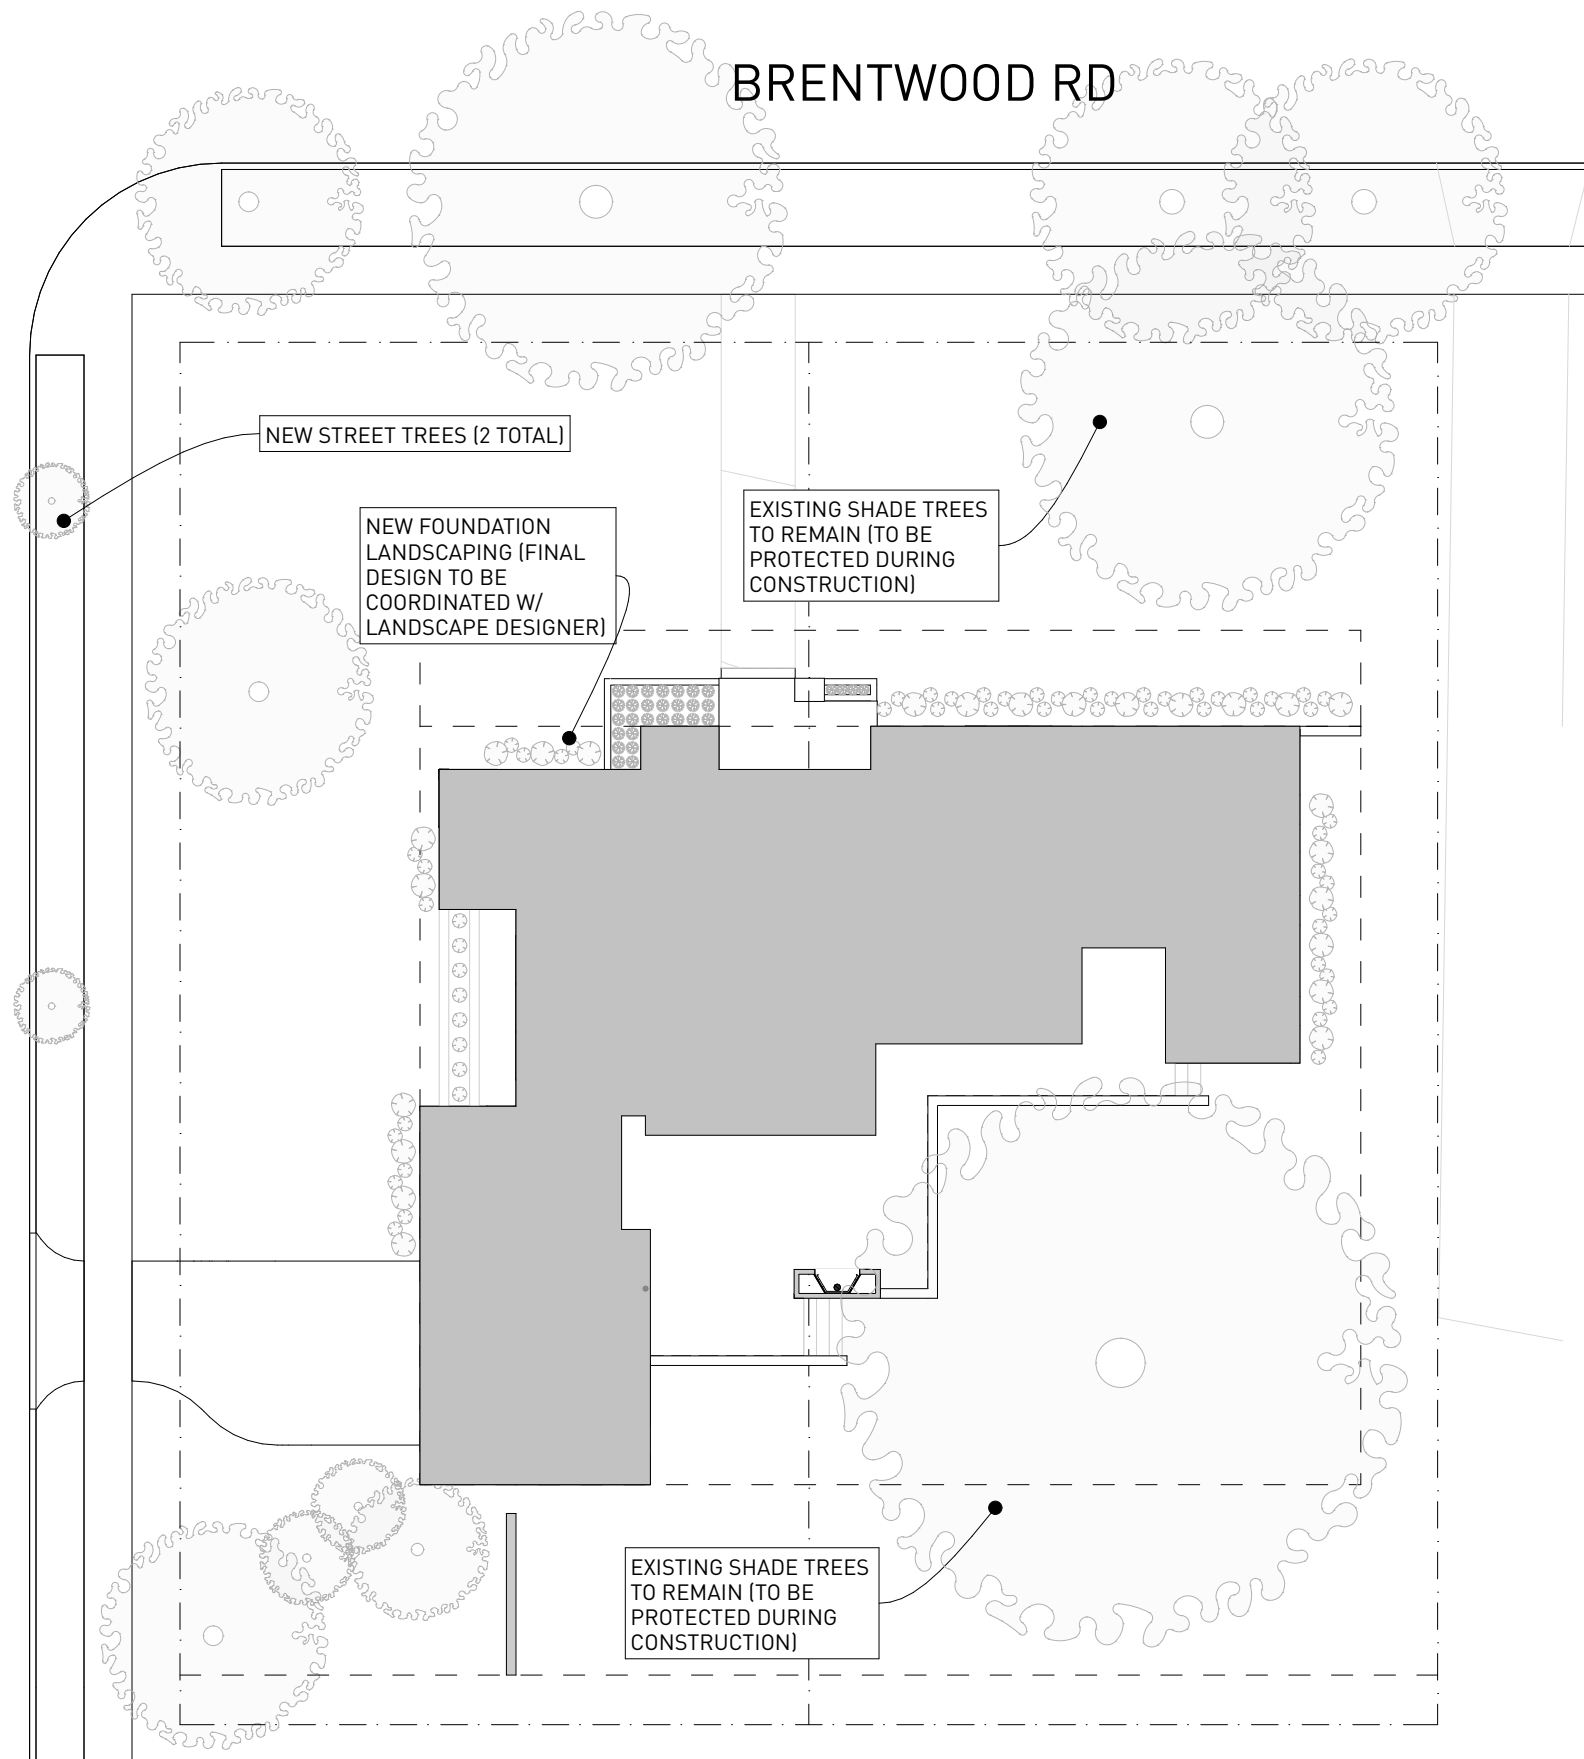 BRENTWOOD RD
NEW STREET TREES (2 TOTAL)
NEW FOUNDATION
LANDSCAPING (FINAL
DESIGN TO BE
COORDINATED W/
LANDSCAPE DESIGNER)
EXISTING SHADE TREES
TO REMAIN (TO BE
PROTECTED DURING
CONSTRUCTION)
EXISTING SHADE TREES
TO REMAIN (TO BE
PROTECTED DURING
CONSTRUCTION)